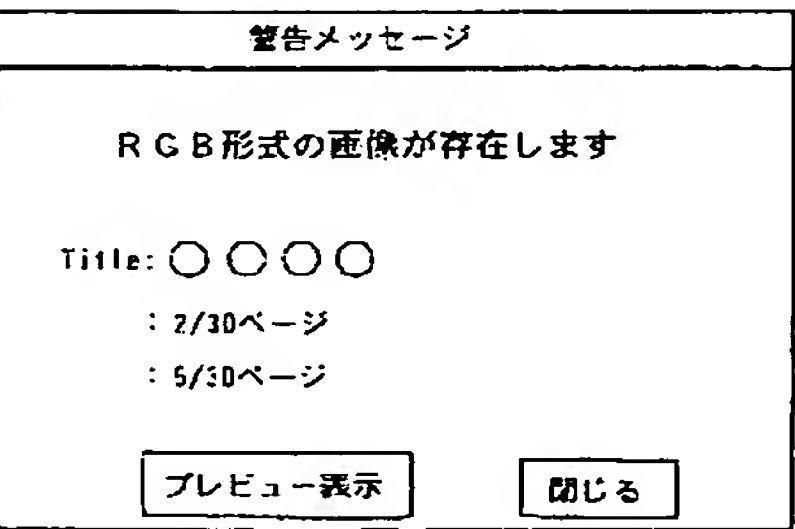 警告メッセージ
RGB形式の画像が存在します
Title:○○○○
:2/30ページ
:5/30ページ
プレビュー表示
閉じる